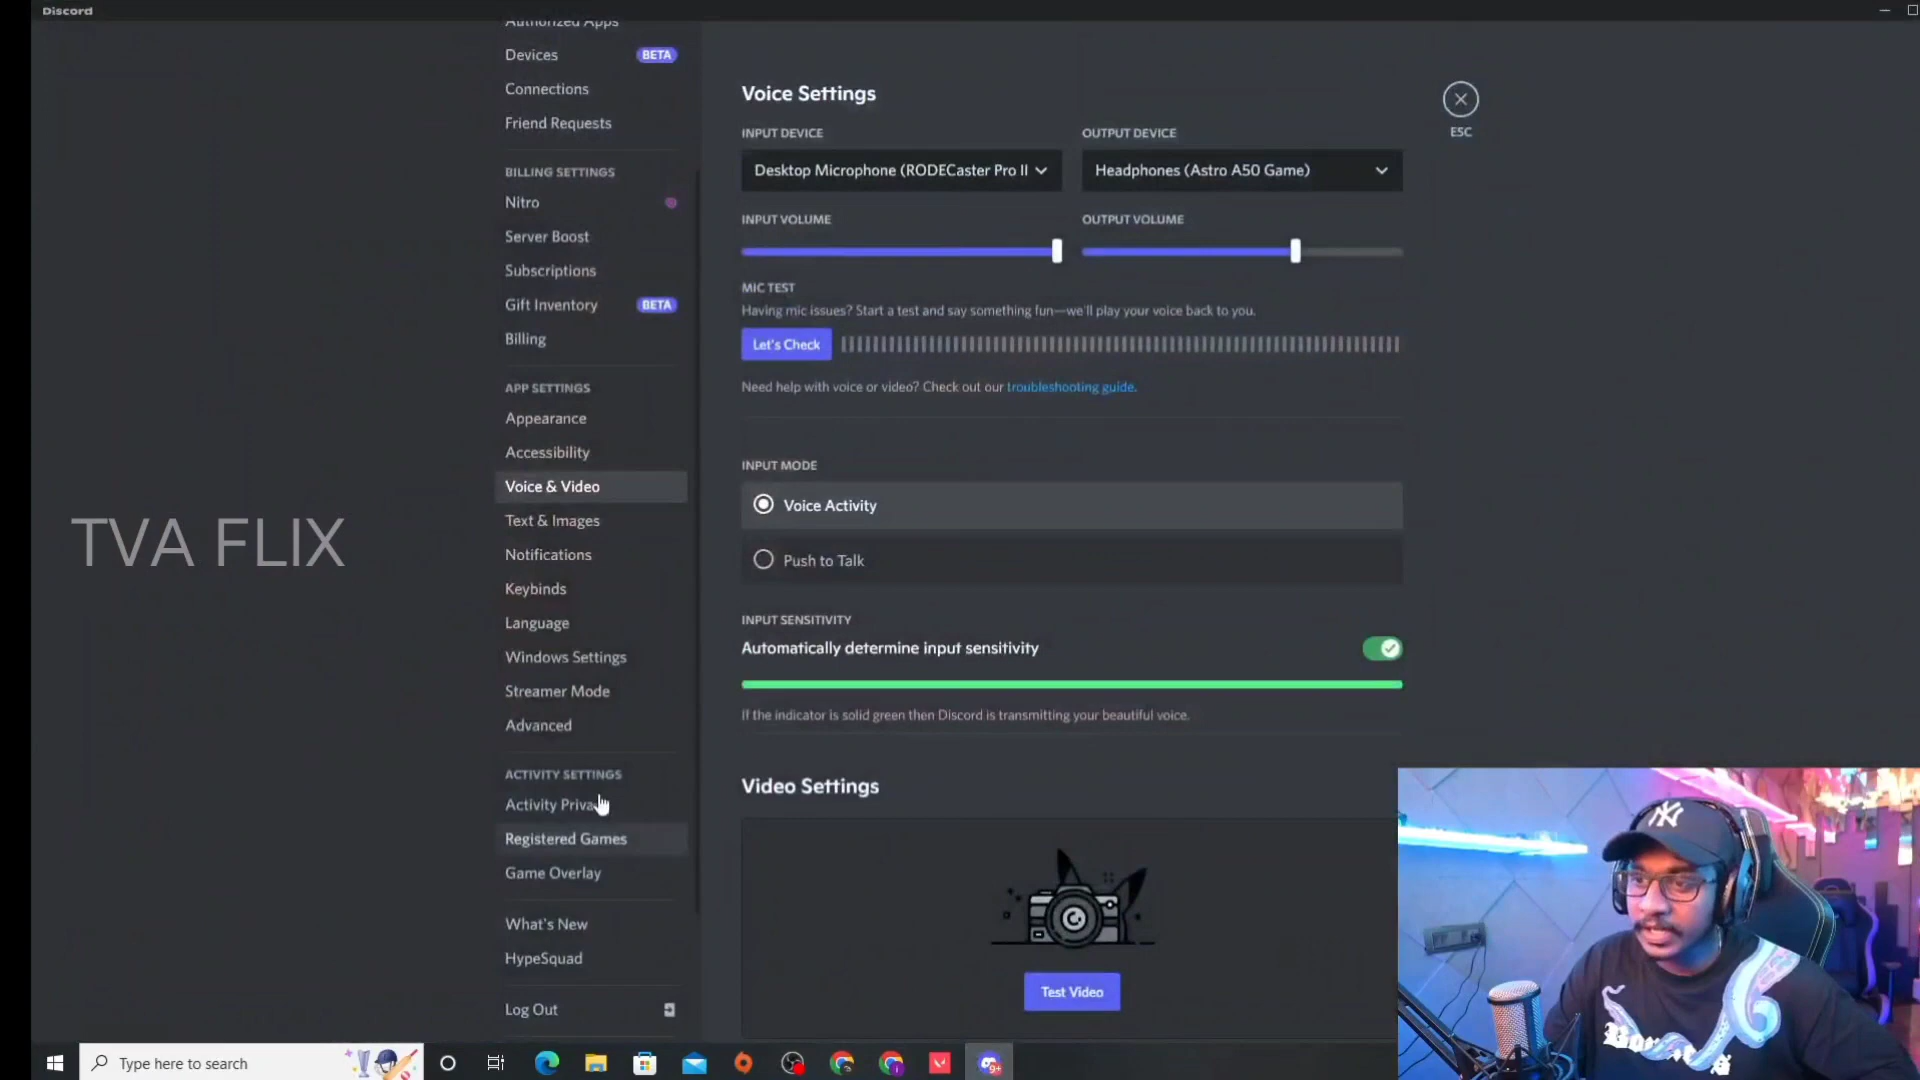 Discord
Authorized Apps
Devices BETA
Connections
Friend Requests
BILLING SETTINGS
Nitro
Server Boost
Subscriptions
Gift Inventory BETA
Billing
APP SETTINGS
Appearance
Accessibility
Voice & Video
Text & Images
Notifications
Keybinds
Language
Windows Settings
Streamer Mode
Advanced
ACTIVITY SETTINGS
Activity Priva
Registered Games
Game Overlay
What's New
HypeSquad
Log Out
TVA FLIX
Voice Settings
INPUT DEVICE OUTPUT DEVICE
Desktop Microphone (RODECaster Pro II Headphones (Astro A50 Game)
INPUT VOLUME OUTPUT VOLUME
MIC TEST
Having mic issues? Start a test and say something fun—we'll play your voice back to you.
Let's Check
Need help with voice or video? Check out our troubleshooting guide.
INPUT MODE
Voice Activity
Push to Talk
INPUT SENSITIVITY
Automatically determine input sensitivity
If the indicator is solid green then Discord is transmitting your beautiful voice.
Video Settings
Test Video
ESC
NY
Type here to search
9+